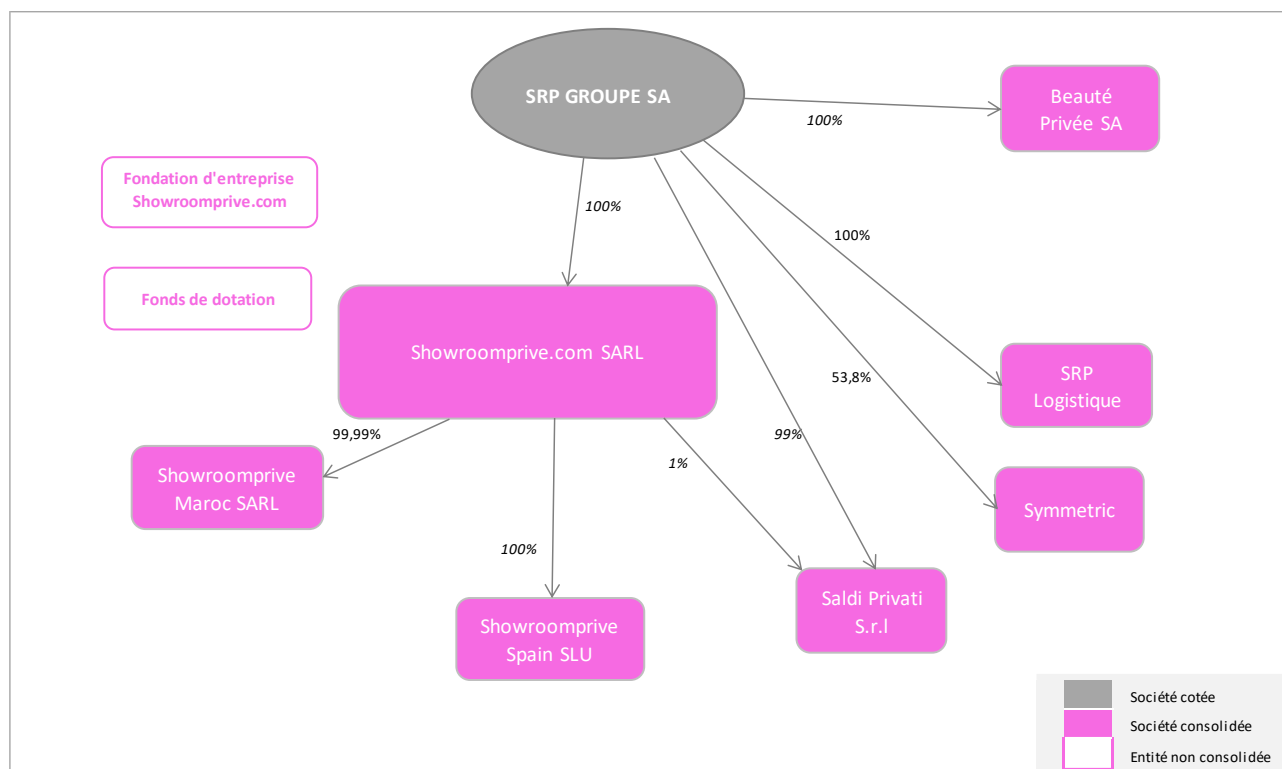 SRP GROUPE SA
Beauté
Privée SA
100%
Fondation d'entreprise
Showroomprive.com
100%
100%
Fonds de dotation
Showroomprive.com SARL
SRP
Logistique
53,8%
99,99%
99%
1%
Showroomprive
Maroc SARL
Symmetric
100%
Saldi Privati
S.r.l
Showroomprive
Spain SLU
Société cotée
Société consolidée
Entité non consolidée